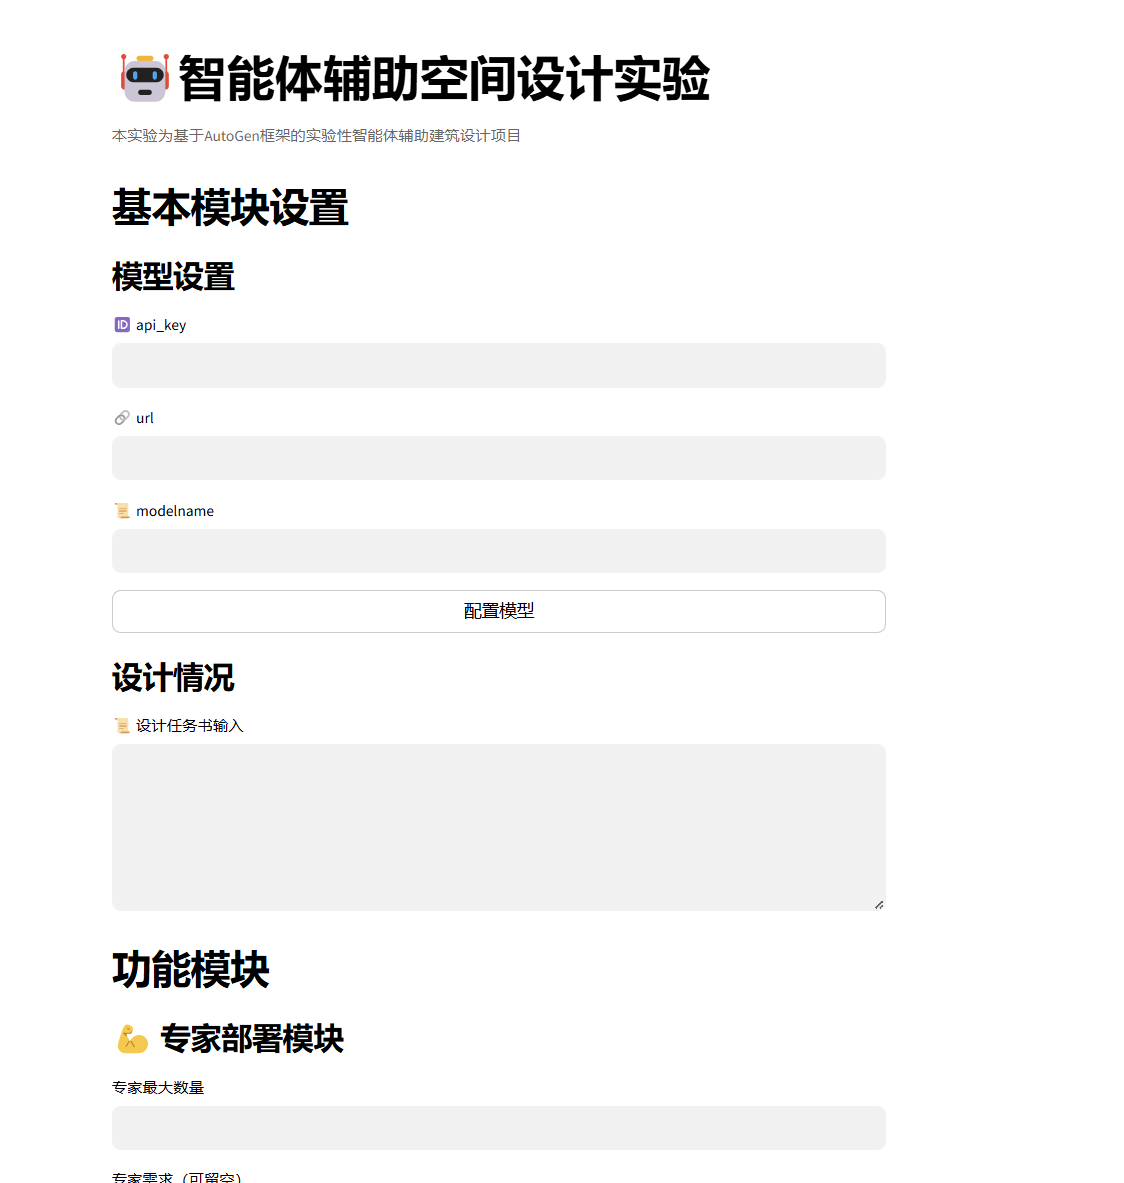 智能体辅助空间设计实验
本实验为基于AutoGen框架的实验性智能体辅助建筑设计项目
基本模块设置
模型设置
api_key
url
modelname
配置模型
设计情况
设计任务书输入
功能模块
专家部署模块
专家最大数量
专家需求（可留空）